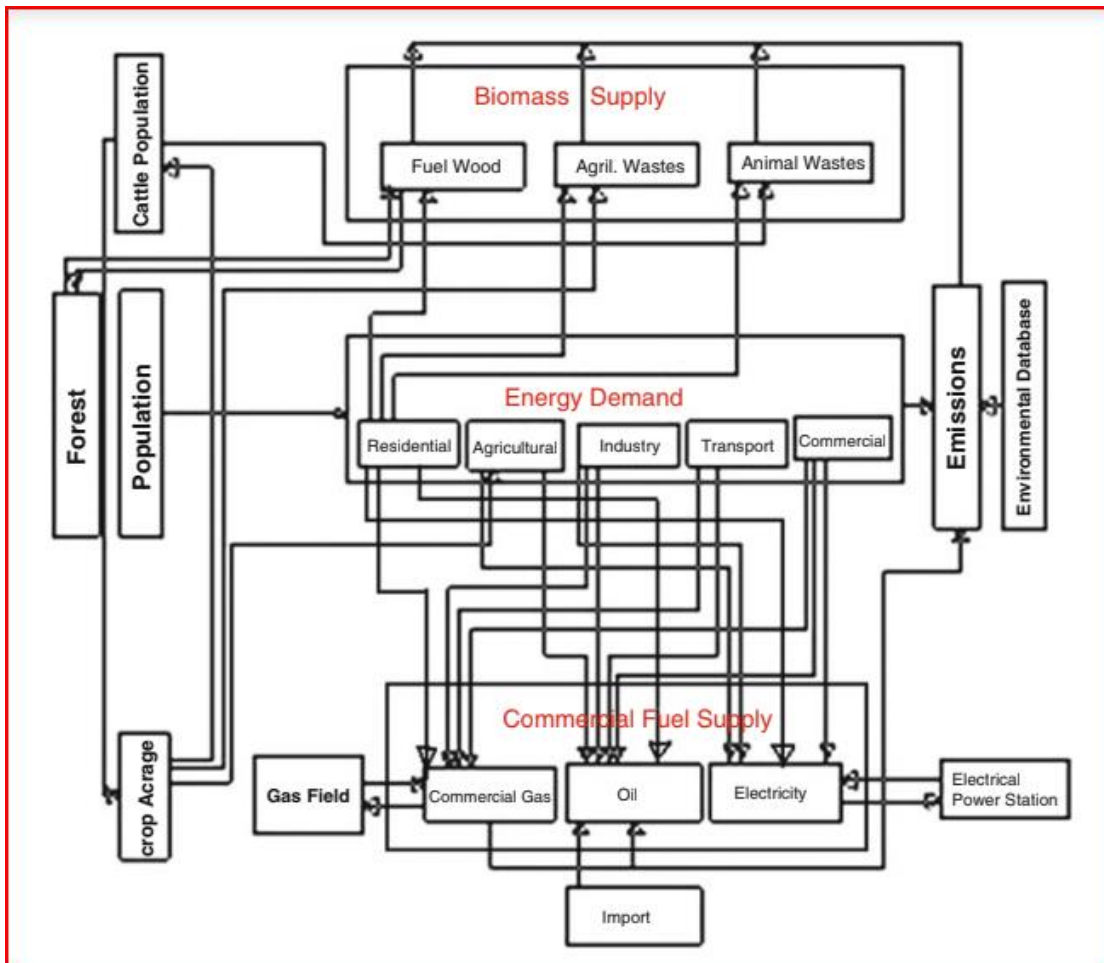 Cattle Population
Biomass Supply
Fuel Wood
Agril. Wastes
Animal Wastes
Forest
Population
Energy Demand
Residential
Agricultural
Industry
Transport
Commercial
Emissions
Environmental Database
Commercial Fuel Supply
crop Acrage
Gas Field
Commercial Gas
Oil
Electricity
Electrical
Power Station
Import